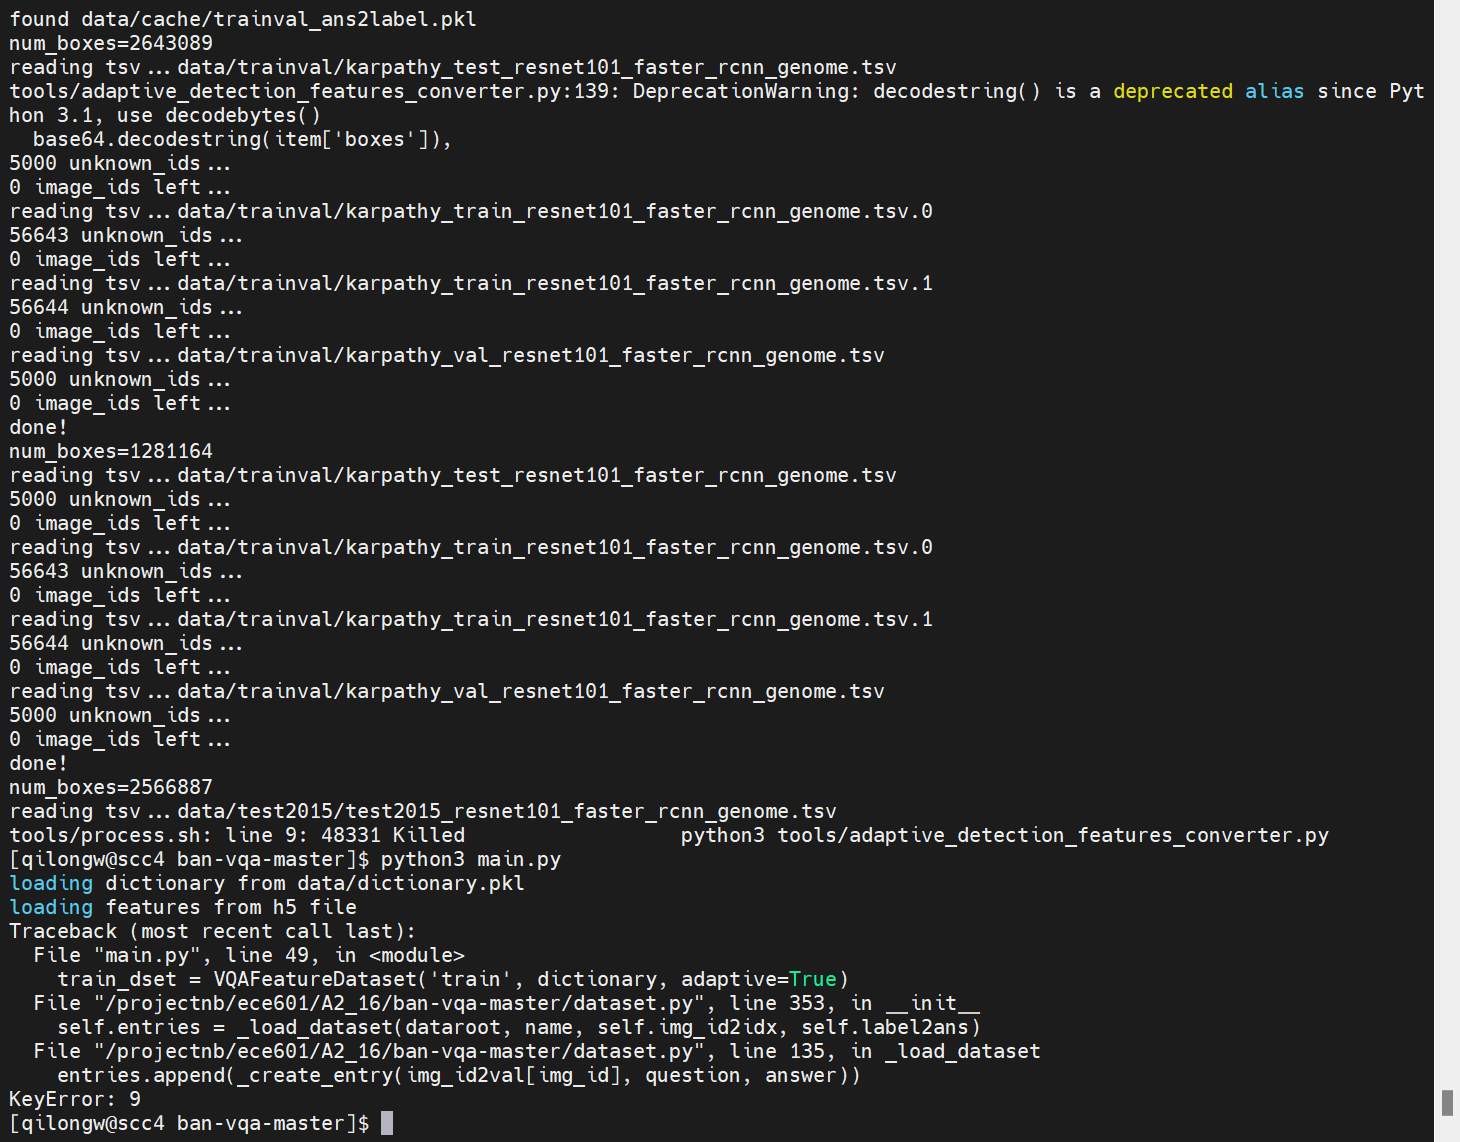 found data/cache/trainval_ans2label.pkl
num_boxes=2643089
reading tsv...data/trainval/karpathy_test_resnet101_faster_rcnn_genome.tsv
tools/adaptive_detection_features_converter.py:139: DeprecationWarning: decodestring() is a deprecated alias since Pyt
hon 3.1, use decodebytes()
  base64.decodestring(item['boxes']),
5000 unknown_ids...
0 image_ids left...
reading tsv...data/trainval/karpathy_train_resnet101_faster_rcnn_genome.tsv.0
56643 unknown_ids...
0 image_ids left...
reading tsv...data/trainval/karpathy_train_resnet101_faster_rcnn_genome.tsv.1
56644 unknown_ids...
0 image_ids left...
reading tsv...data/trainval/karpathy_val_resnet101_faster_rcnn_genome.tsv
5000 unknown_ids...
0 image_ids left...
done!
num_boxes=1281164
reading tsv...data/trainval/karpathy_test_resnet101_faster_rcnn_genome.tsv
5000 unknown_ids...
0 image_ids left...
reading tsv...data/trainval/karpathy_train_resnet101_faster_rcnn_genome.tsv.0
56643 unknown_ids...
0 image_ids left...
reading tsv...data/trainval/karpathy_train_resnet101_faster_rcnn_genome.tsv.1
56644 unknown_ids...
0 image_ids left...
reading tsv...data/trainval/karpathy_val_resnet101_faster_rcnn_genome.tsv
5000 unknown_ids...
0 image_ids left...
done!
num_boxes=2566887
reading tsv...data/test2015/test2015_resnet101_faster_rcnn_genome.tsv
tools/process.sh: line 9: 48331 Killed                  python3 tools/adaptive_detection_features_converter.py
[qilongw@scc4 ban-vqa-master]$ python3 main.py
loading dictionary from data/dictionary.pkl
loading features from h5 file
Traceback (most recent call last):
  File "main.py", line 49, in <module>
    train_dset = VQAFeatureDataset('train', dictionary, adaptive=True)
  File "/projectnb/ece601/A2_16/ban-vqa-master/dataset.py", line 353, in __init__
    self.entries = _load_dataset(dataroot, name, self.img_id2idx, self.label2ans)
  File "/projectnb/ece601/A2_16/ban-vqa-master/dataset.py", line 135, in _load_dataset
    entries.append(_create_entry(img_id2val[img_id], question, answer))
KeyError: 9
[qilongw@scc4 ban-vqa-master]$